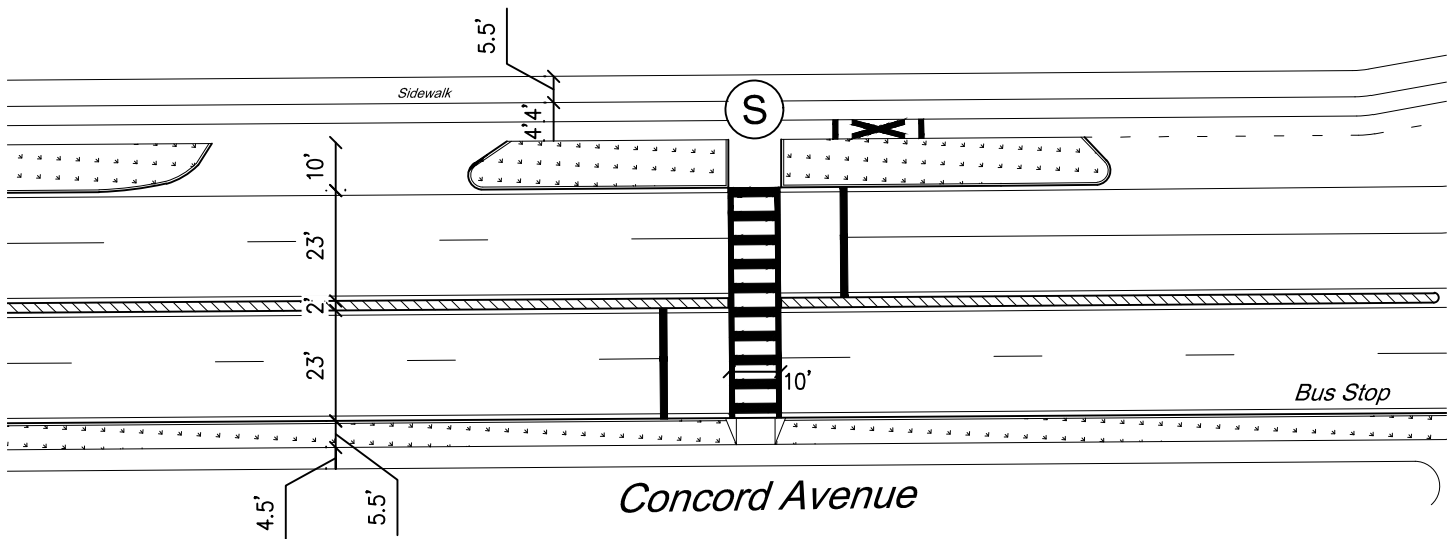 5.5'
Sidewalk
S
4'4'
10'
23'
2'
23'
10'
Bus Stop
4.5'
5.5'
Concord Avenue